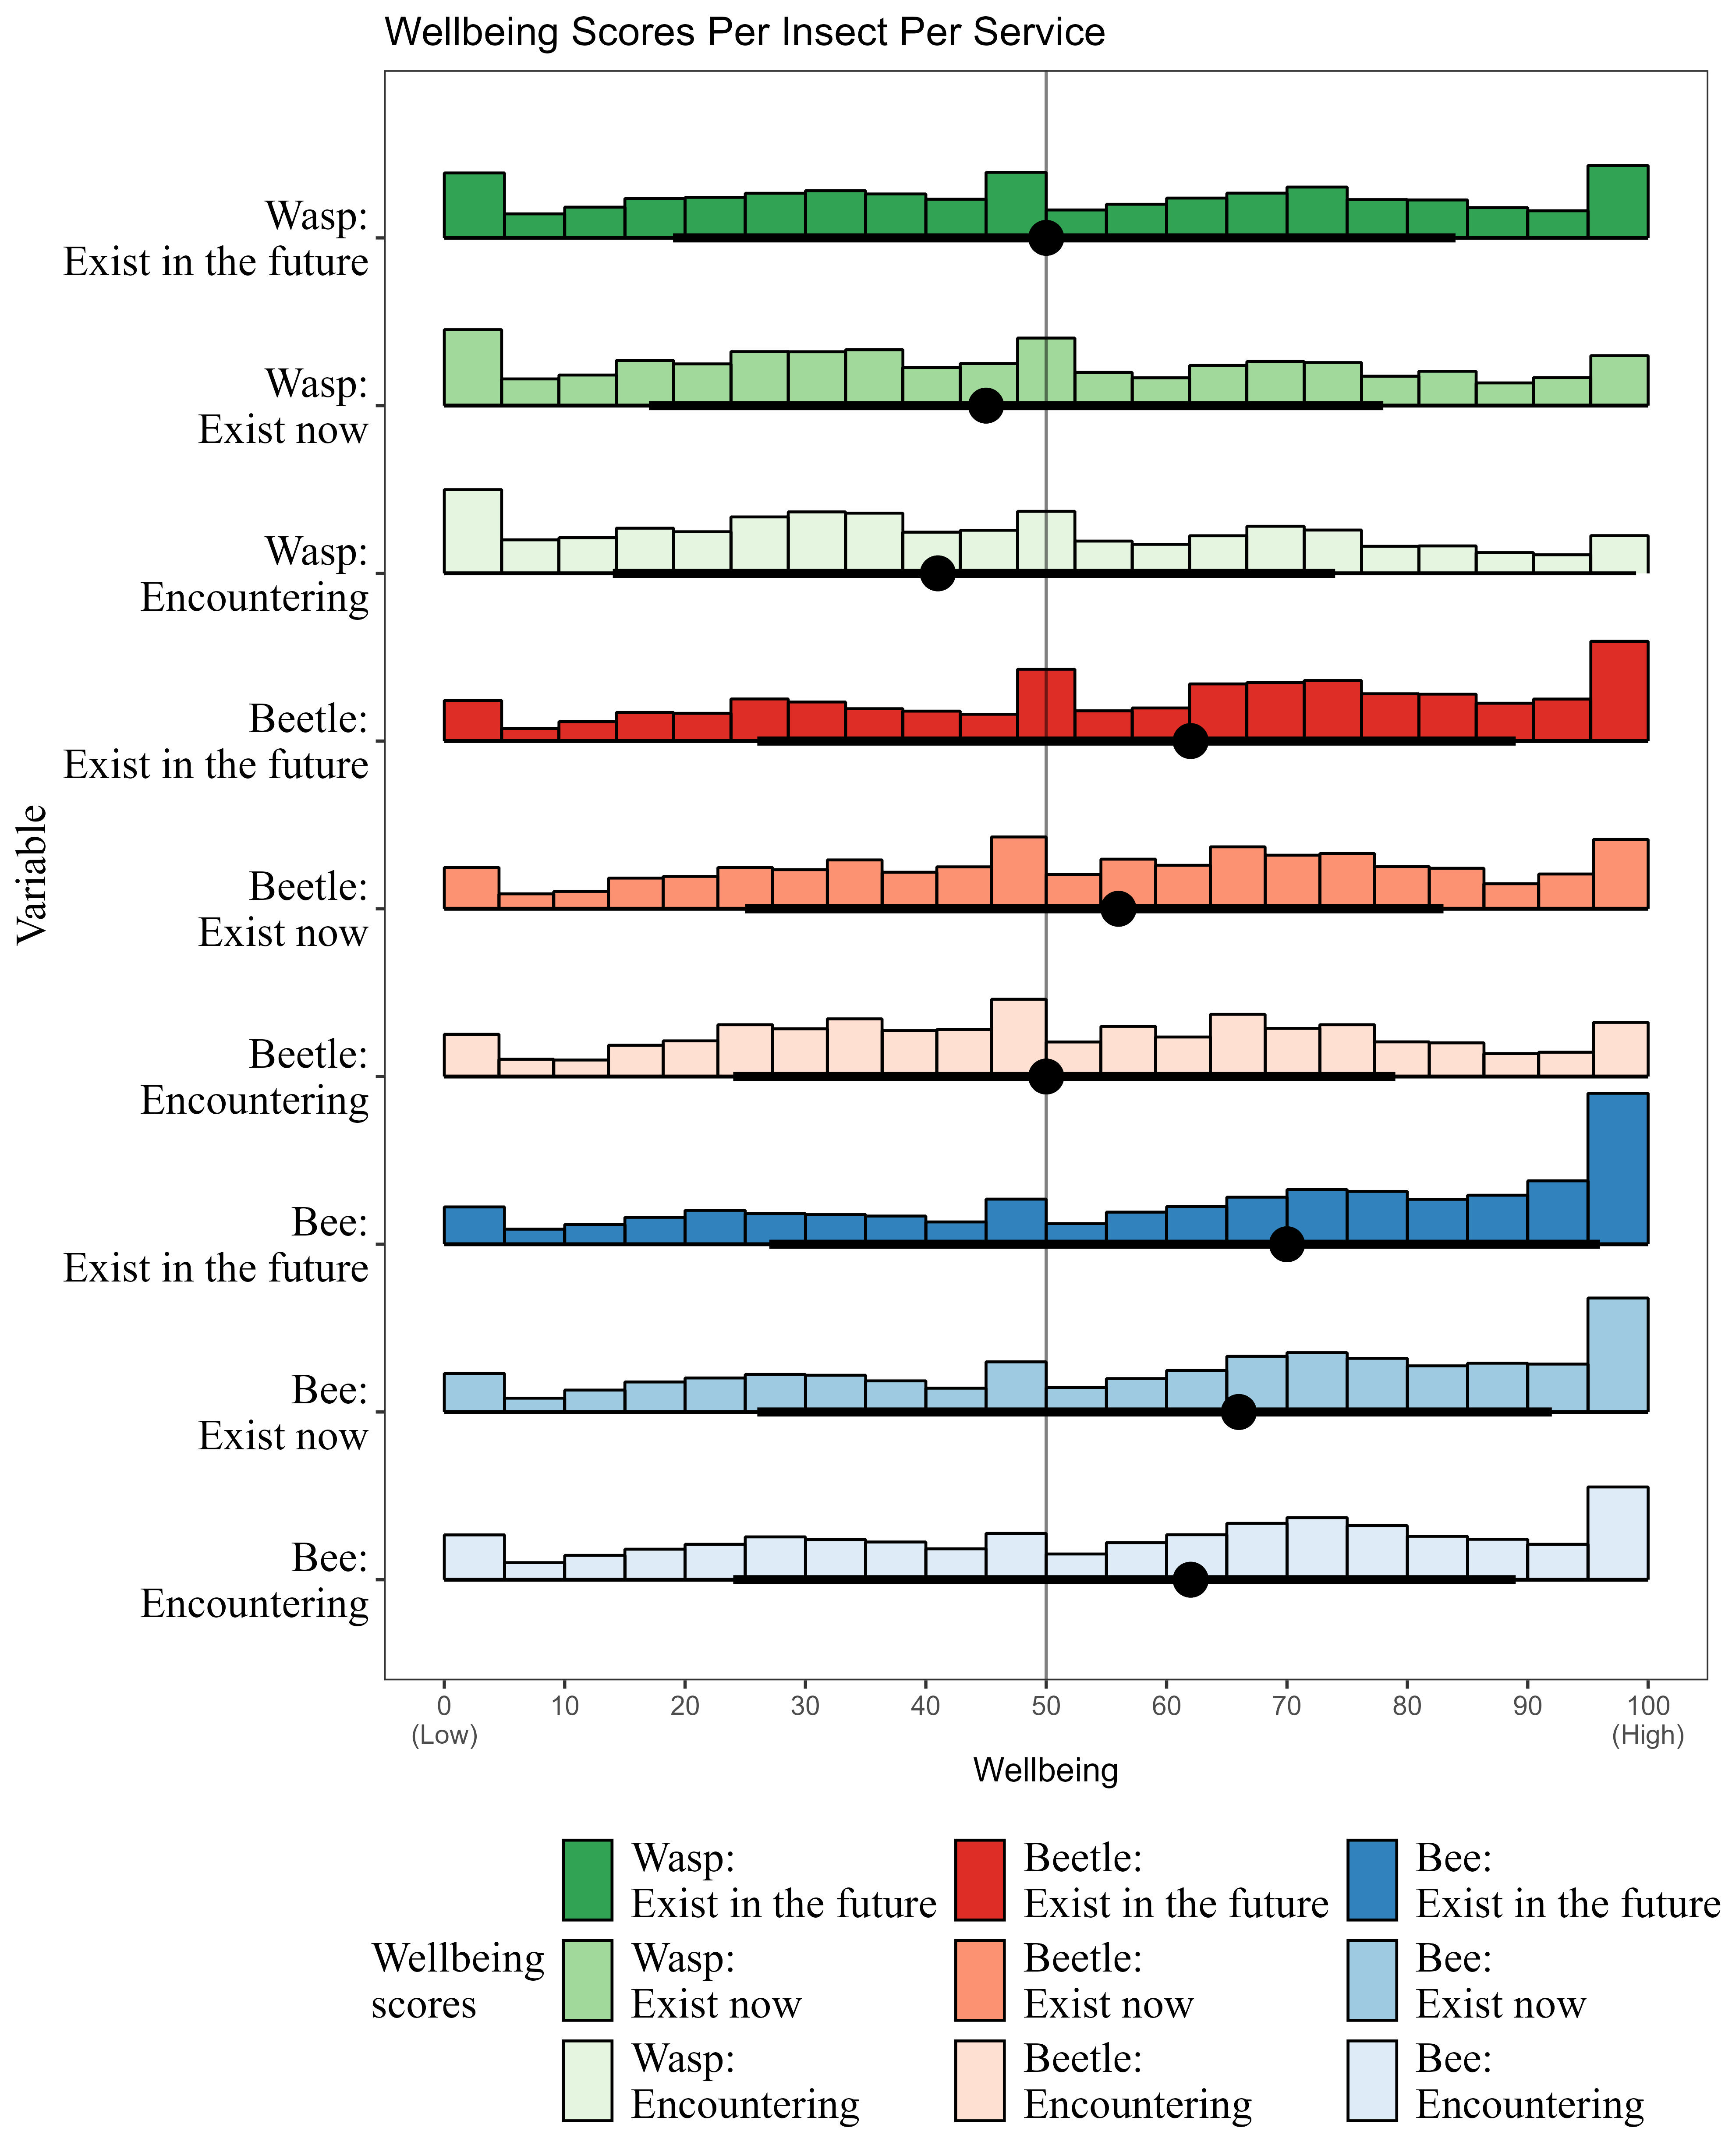 Wellbeing Scores Per Insect Per Service
Variable
Wasp:
Exist in the future
Wasp:
Exist now
Wasp:
Encountering
Beetle:
Exist in the future
Beetle:
Exist now
Beetle:
Encountering
Bee:
Exist in the future
Bee:
Exist now
Bee:
Encountering
0 10 20 30 40 50 60 70 80 90 100
(Low) (High)
Wellbeing
Wellbeing
scores
Wasp:
Exist in the future
Wasp:
Exist now
Wasp:
Encountering
Beetle:
Exist in the future
Beetle:
Exist now
Beetle:
Encountering
Bee:
Exist in the future
Bee:
Exist now
Bee:
Encountering